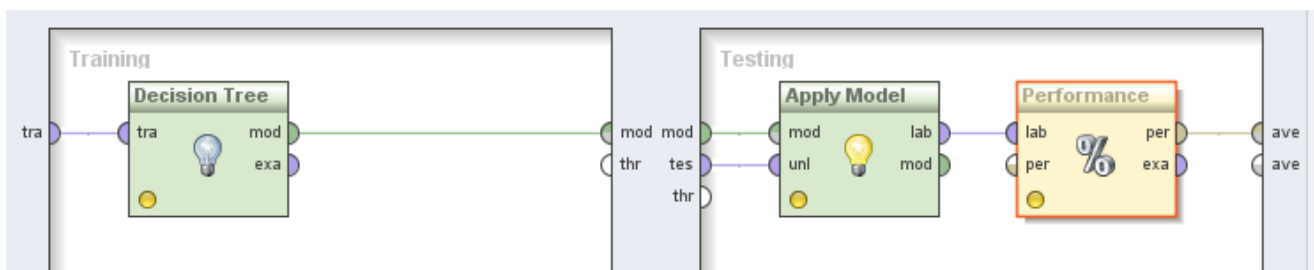 Training
Decision Tree
tra
tra
mod
exa
mod
thr
Testing
mod
tes
thr
Apply Model
mod
unl
lab
mod
Performance
lab
per
%
per
exa
ave
ave